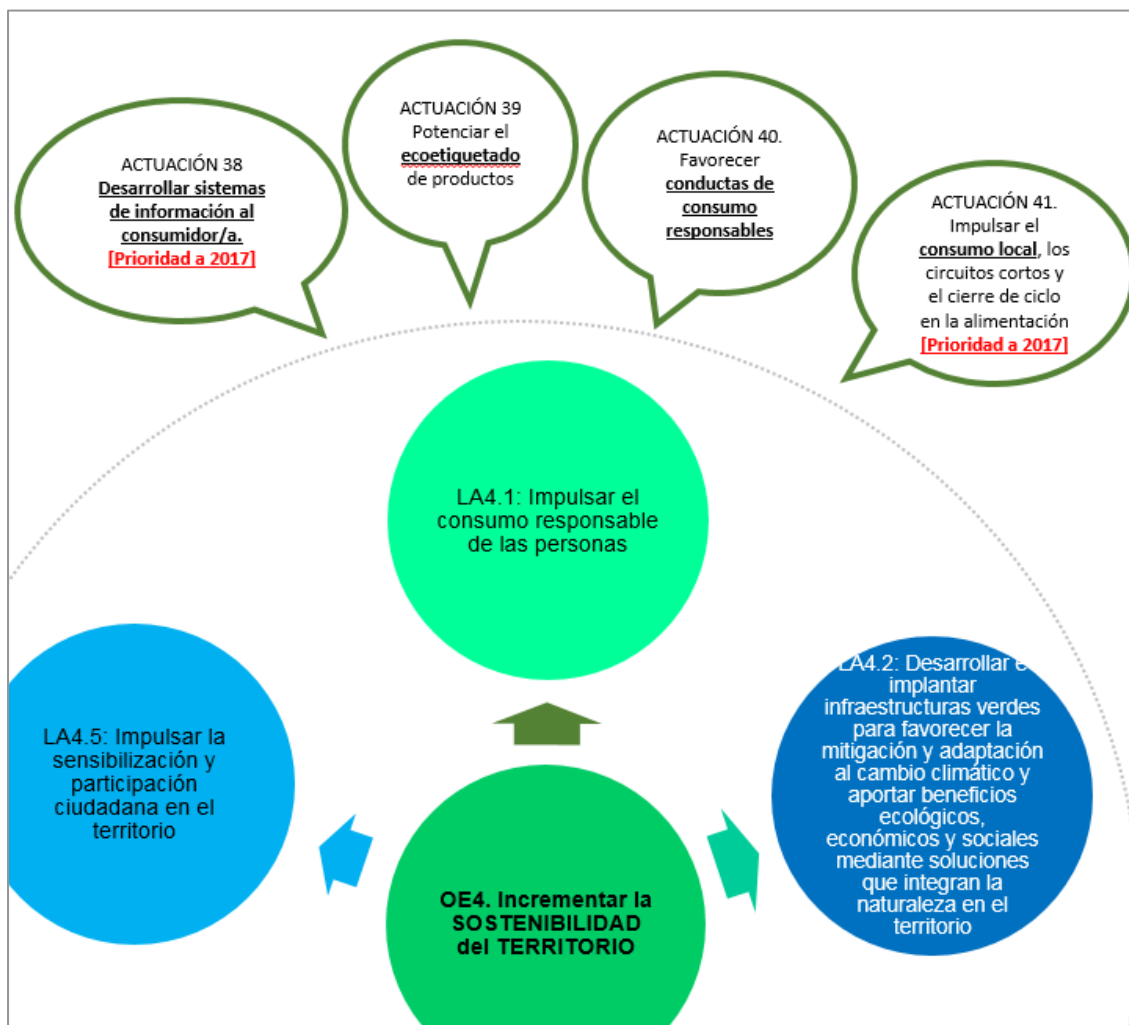 ACTUACIÓN 38
Desarrollar sistemas
de información al
consumidor/a.
[Prioridad a 2017]
ACTUACIÓN 39
Potenciar el
ecoetiquetado
de productos
ACTUACIÓN 40.
Favorecer
conductas de
consumo
responsables
ACTUACIÓN 41.
Impulsar el
consumo local, los
circuitos cortos y
el cierre de ciclo
en la alimentación
[Prioridad a 2017]
LA4.1: Impulsar el
consumo responsable
de las personas
LA4.5: Impulsar la
sensibilización y
participación
ciudadana en el
territorio
LA4.2: Desarrollar e
implantar
infraestructuras verdes
para favorecer la
mitigación y adaptación
al cambio climático y
aportar beneficios
ecológicos,
económicos y sociales
mediante soluciones
que integran la
naturaleza en el
territorio
OE4. Incrementar la
SOSTENIBILIDAD
del TERRITORIO